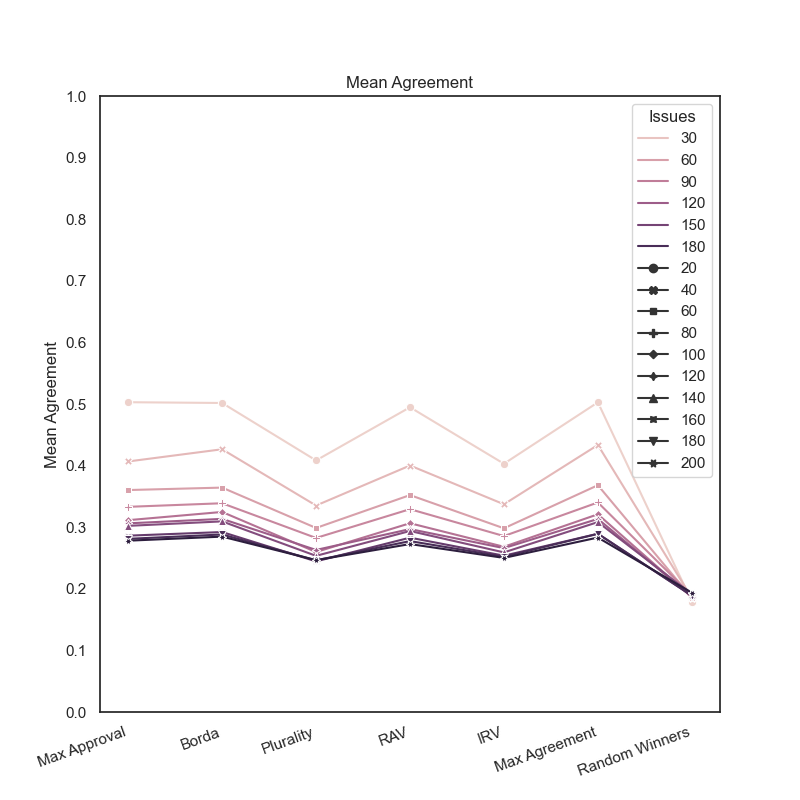 Mean Agreement
Issues
30
60
90
120
150
180
20
40
60
80
100
120
140
160
180
200
1.0
0.9
0.8
0.7
0.6
0.5
0.4
0.3
0.2
0.1
0.0
Mean Agreement
Max Approval
Borda
Plurality
RAV
IRV
Max Agreement
Random Winners